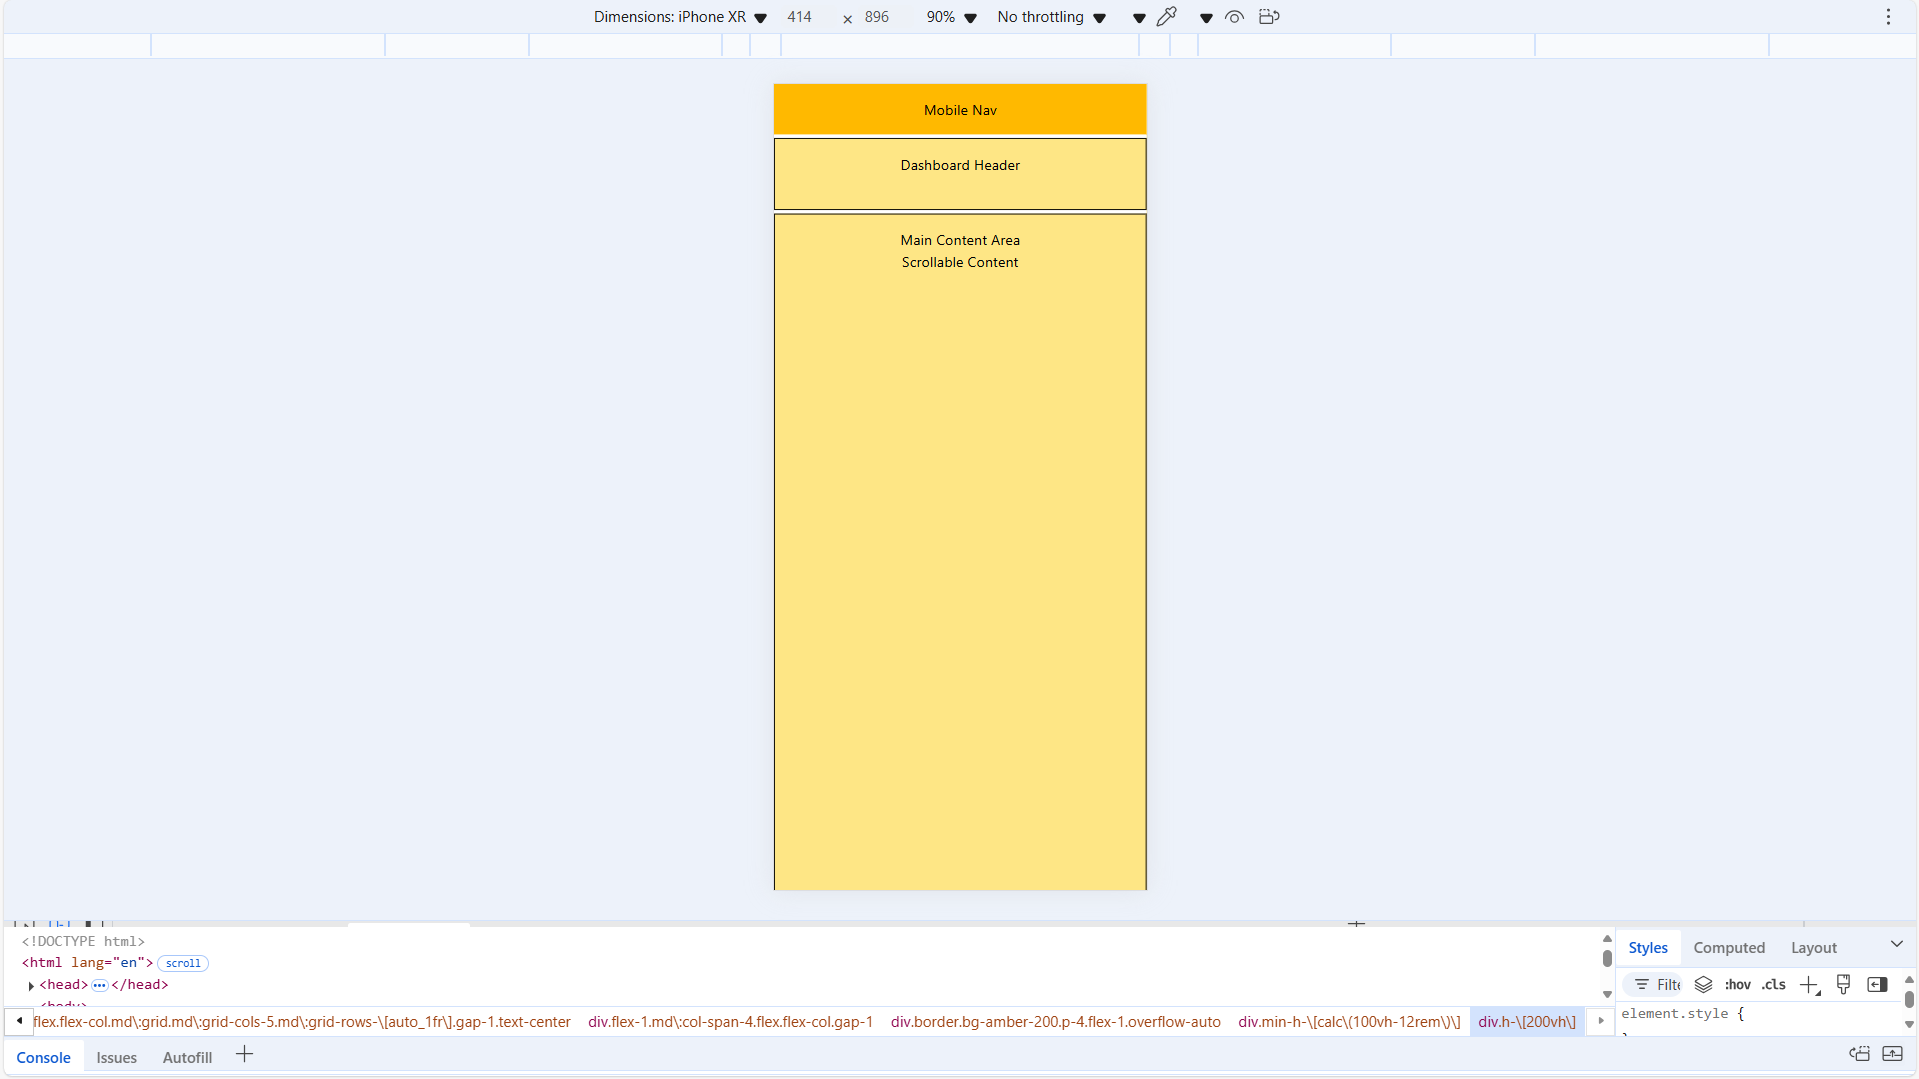 Dimensions: iPhone XR 414 × 896 90% No throttling
Mobile Nav
Dashboard Header
Main Content Area
Scrollable Content
<!DOCTYPE html>
<html lang="en"> scroll
<head> ••• </head>
<body>
flex.flex-col.md\:grid.md\:grid-cols-5.md\:grid-rows-\[auto_1fr\].gap-1.text-center div.flex-1.md\:col-span-4.flex.flex-col.gap-1 div.border.bg-amber-200.p-4.flex-1.overflow-auto div.min-h-\[calc\(100vh-12rem\)\] div.h-\[200vh\]
Styles Computed Layout
Filte :hov .cls
element.style {
}
Console Issues Autofill